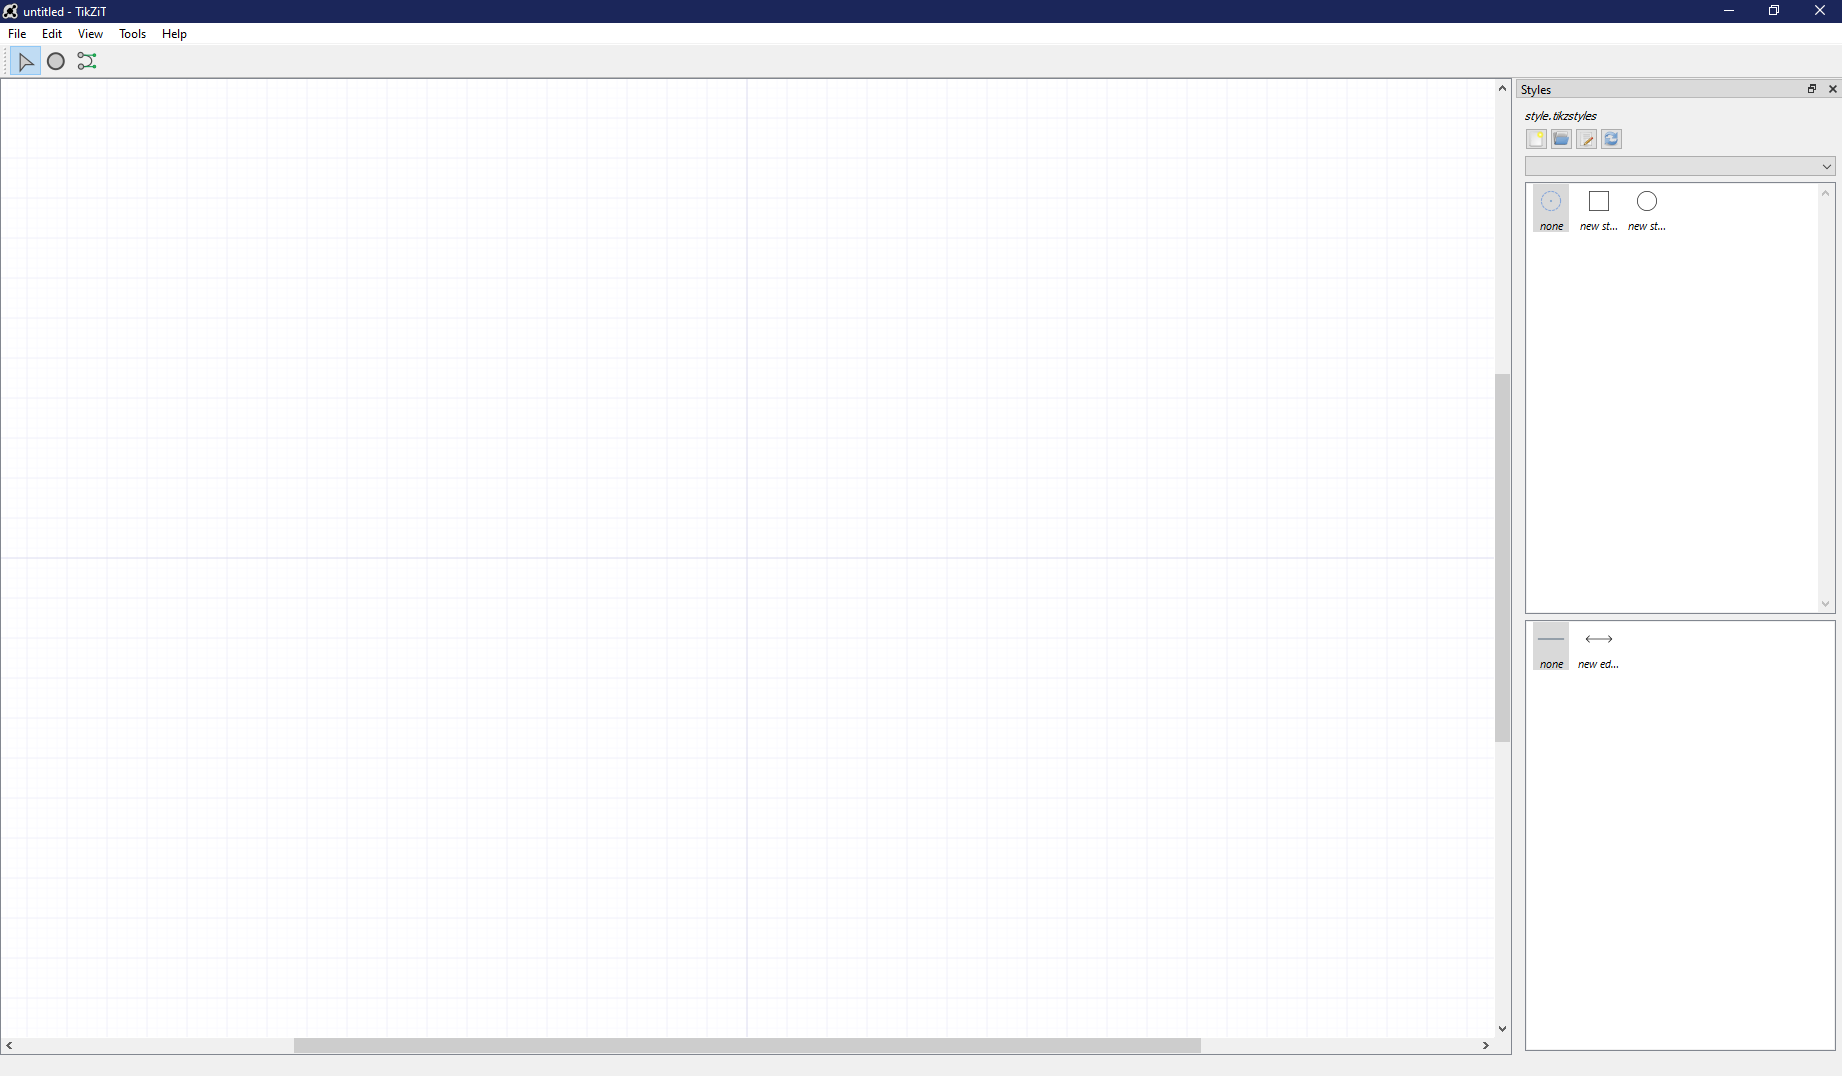 untitled - TikZiT
File Edit View Tools Help
Styles
style.tikzstyles
none new st... new st...
none new ed...